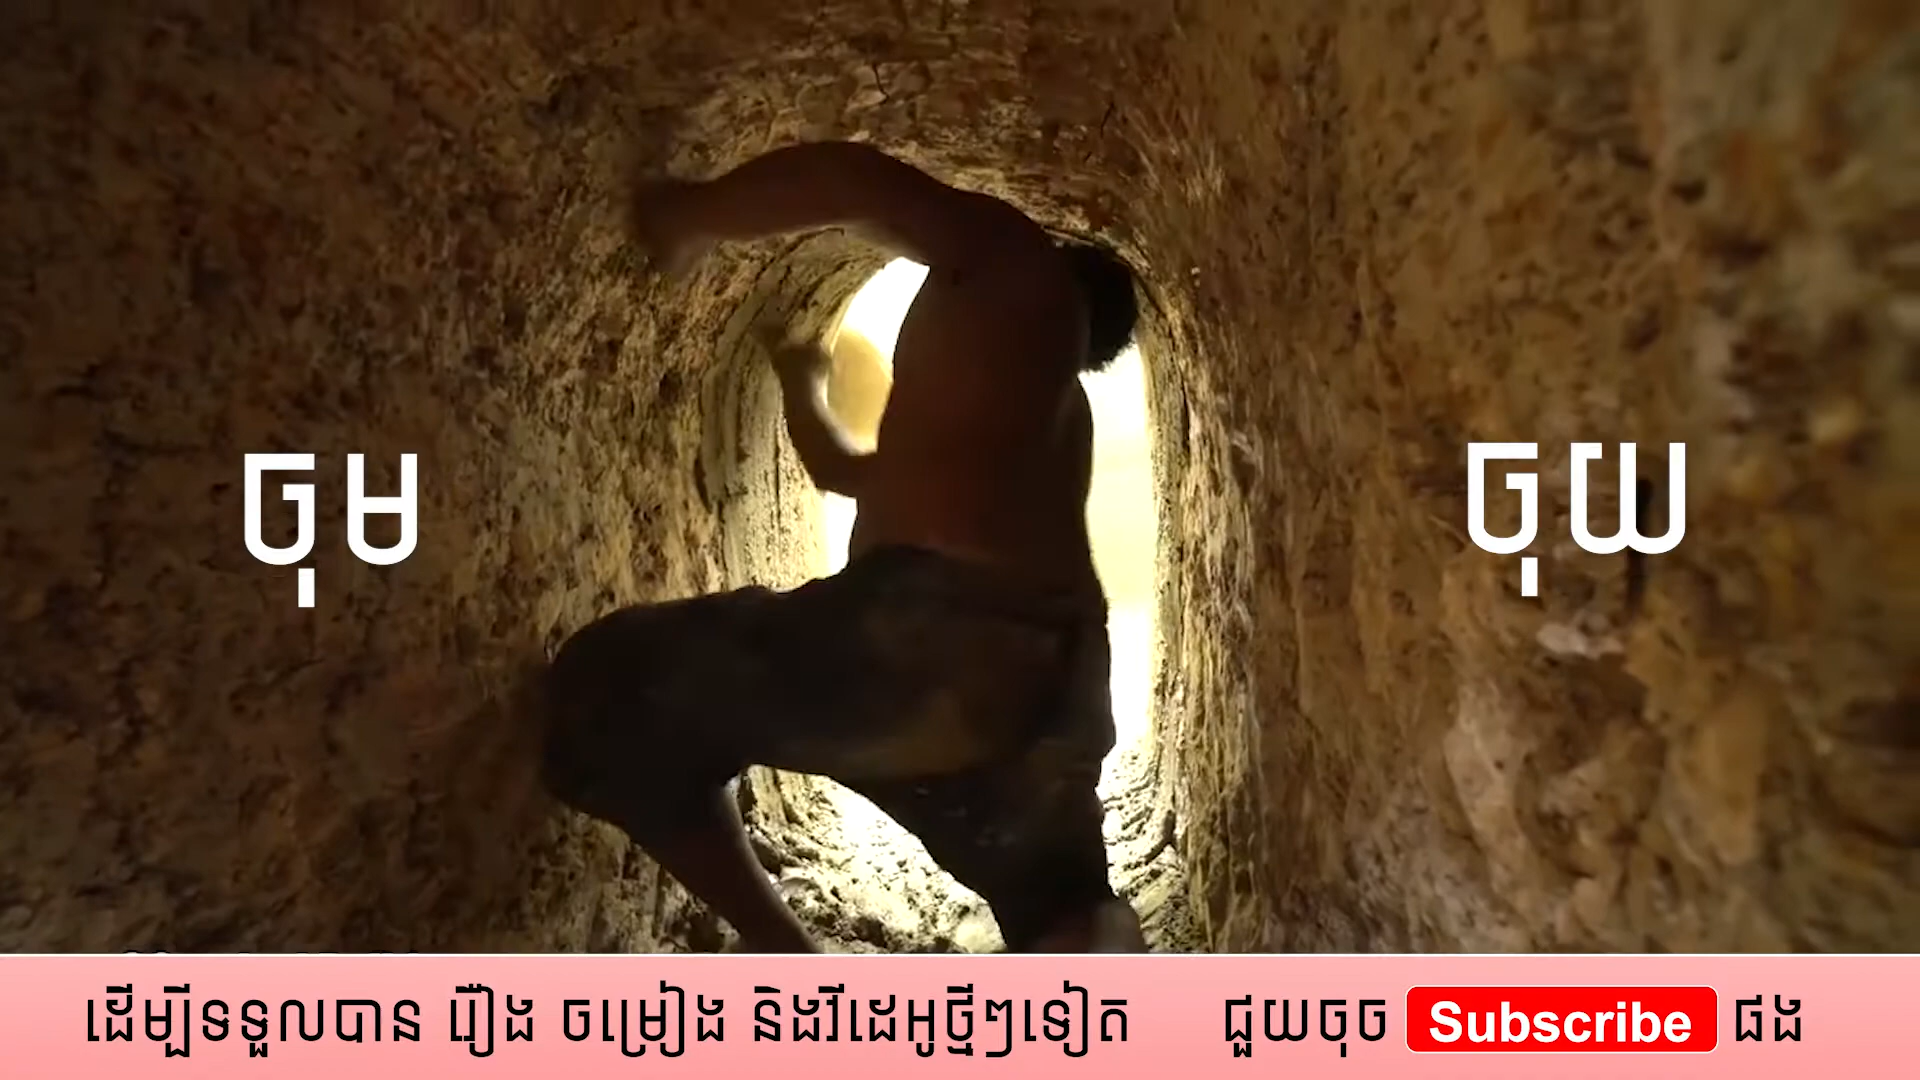 ចុម
ចុយ
ដើម្បីទទួលបាន រឿង ចម្រៀង និងវីដេអូថ្មីៗទៀត ជួយចុច Subscribe ផង